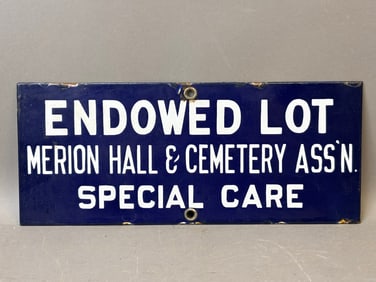 ENDOWED LOT
MERION HALL & CEMETERY ASS'N.
SPECIAL CARE